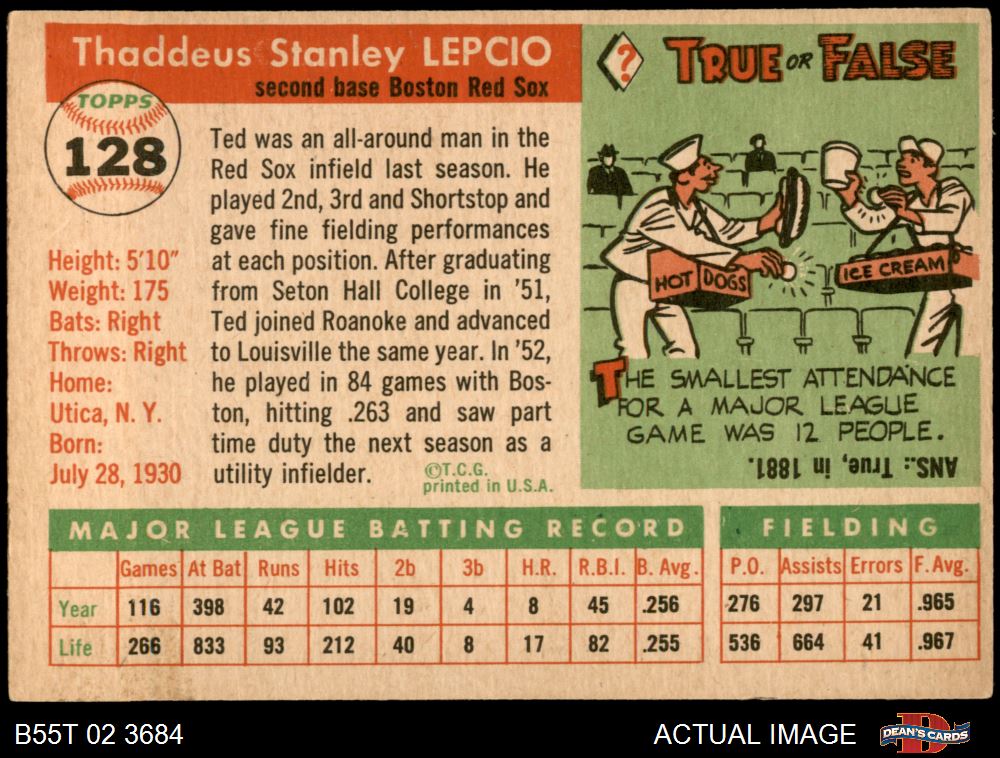 Thaddeus Stanley LEPCIO
second base Boston Red Sox
TOPPS
128
Height: 5'10"
Weight: 175
Bats: Right
Throws: Right
Home:
Utica, N. Y.
Born:
July 28, 1930
Ted was an all-around man in the
Red Sox infield last season. He
played 2nd, 3rd and Shortstop and
gave fine fielding performances
at each position. After graduating
from Seton Hall College in '51,
Ted joined Roanoke and advanced
to Louisville the same year. In '52,
he played in 84 games with Bos-
ton, hitting .263 and saw part
time duty the next season as a
utility infielder.
©T.C.G.
printed in U.S.A.
? TRUE OR FALSE
HOT DOGS
ICE CREAM
THE SMALLEST ATTENDANCE
FOR A MAJOR LEAGUE
GAME WAS 12 PEOPLE.
ANS.: True, in 1881.
MAJOR LEAGUE BATTING RECORD
Games At Bat Runs Hits 2b 3b H.R. R.B.I. B. Avg.
Year 116 398 42 102 19 4 8 45 .256
Life 266 833 93 212 40 8 17 82 .255
FIELDING
P.O. Assists Errors F. Avg.
276 297 21 .965
536 664 41 .967
B55T 02 3684
ACTUAL IMAGE
D
DEAN'S CARDS